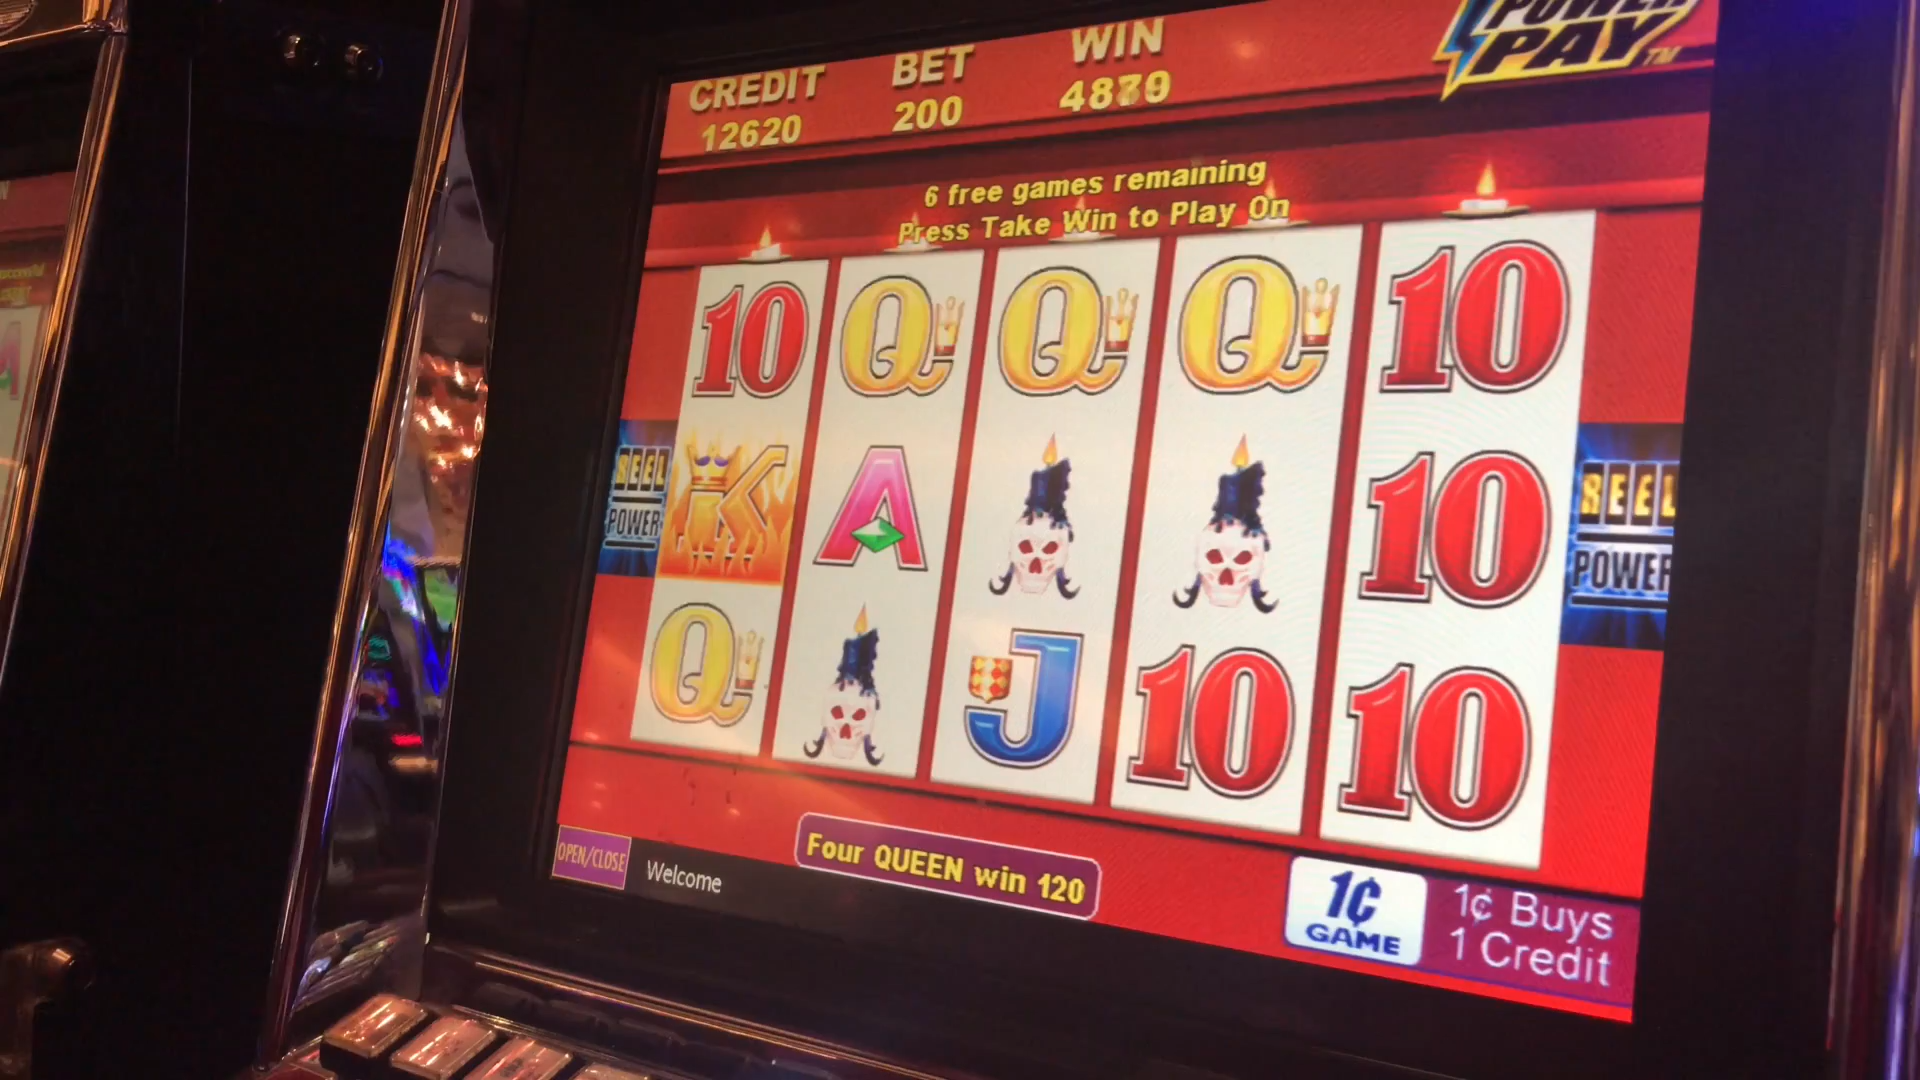 CREDIT BET WIN
12620 200
POWER
PAY™
6 free games remaining
Press Take Win to Play On
10 Q Q Q 10
REEL
POWER
K A 10
REEL
POWER
Q J 10 10
Four QUEEN win 120
OPEN/CLOSE
Welcome
1¢
GAME
1¢ Buys
1 Credit